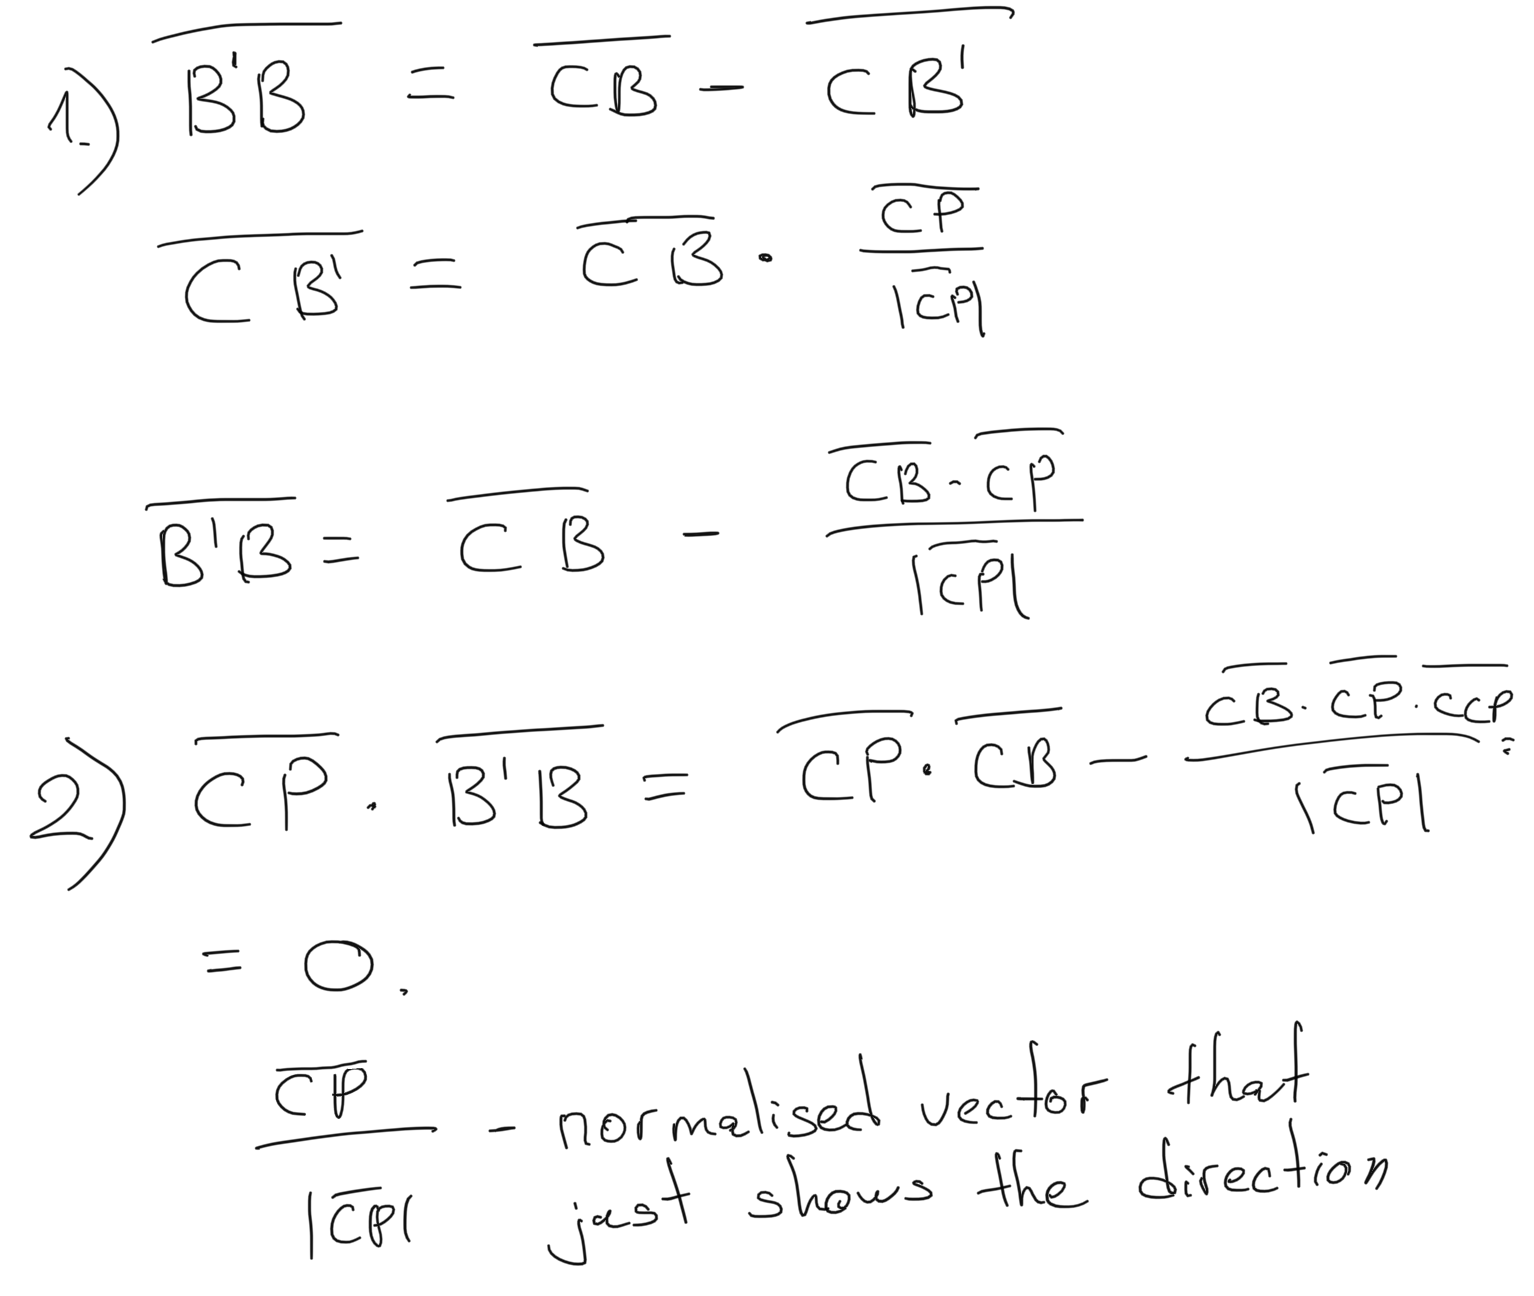 1.) \overline{B'B} = \overline{CB} - \overline{CB'}
\overline{CB'} = \overline{CB} \cdot \frac{\overline{CP}}{|\overline{CP}|}
\overline{B'B} = \overline{CB} - \frac{\overline{CB} \cdot \overline{CP}}{|\overline{CP}|}
2) \overline{CP} \cdot \overline{B'B} = \overline{CP} \cdot \overline{CB} - \frac{\overline{CB} \cdot \overline{CP} \cdot \overline{CCP}}{|\overline{CP}|} =
= 0.
\frac{\overline{CP}}{|\overline{CP}|} - normalised vector that
just shows the direction